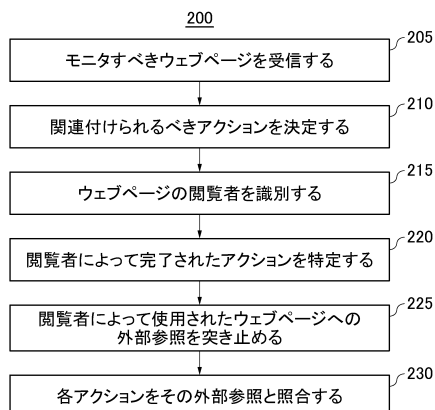 200
205
モニタすべきウェブページを受信する
210
関連付けられるべきアクションを決定する
215
ウェブページの閲覧者を識別する
220
閲覧者によって完了されたアクションを特定する
225
閲覧者によって使用されたウェブページへの
外部参照を突き止める
230
各アクションをその外部参照と照合する